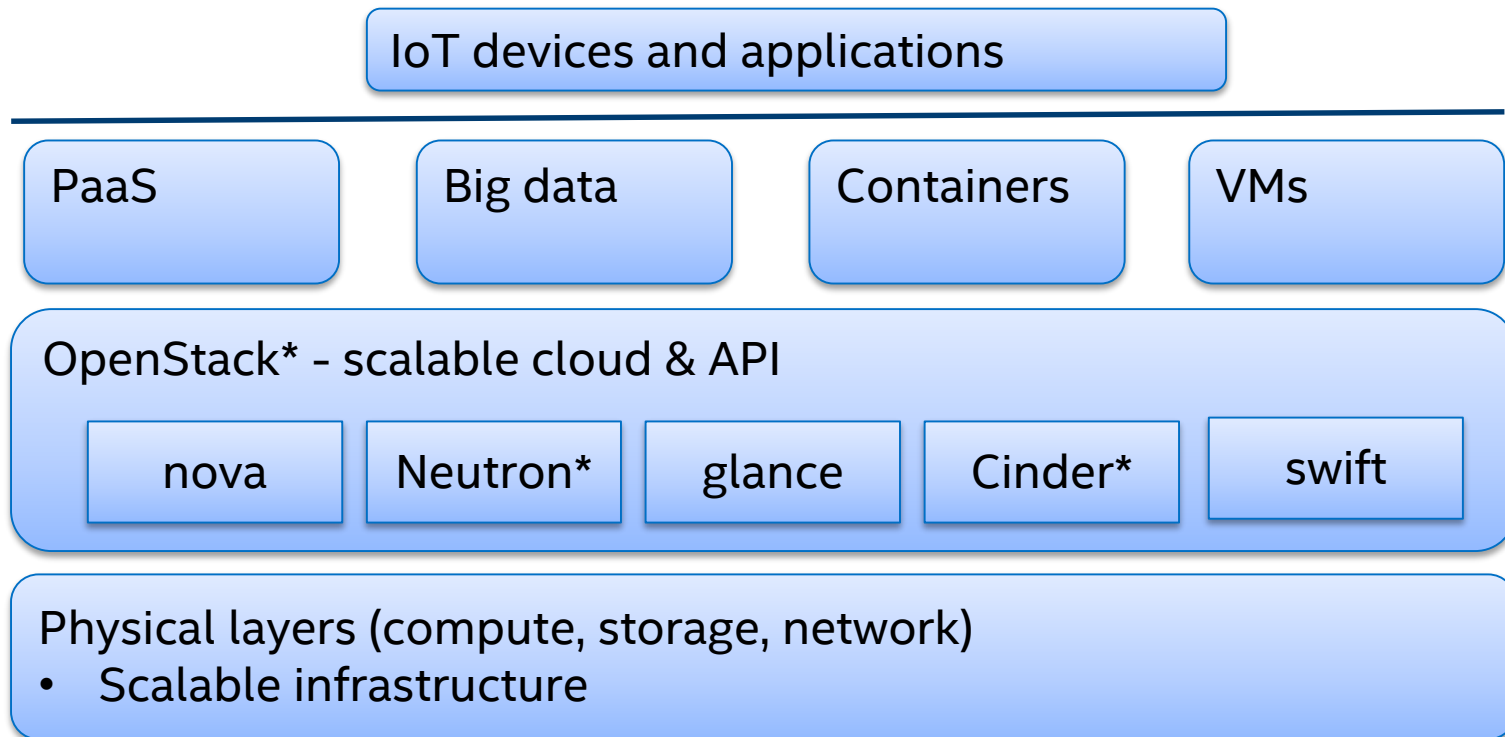 IoT devices and applications
PaaS
Big data
Containers
VMs
OpenStack* - scalable cloud & API
nova
Neutron*
glance
Cinder*
swift
Physical layers (compute, storage, network)
• Scalable infrastructure